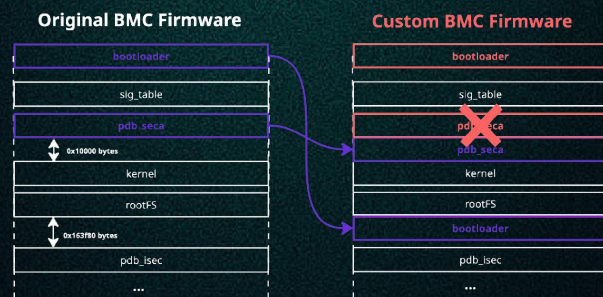 Original BMC Firmware
bootloader
sig_table
pdb_seca
0x10000 bytes
kernel
rootFS
0x163f80 bytes
pdb_isec
...
Custom BMC Firmware
bootloader
sig_table
pdb_seca
pdb_seca
kernel
rootFS
bootloader
pdb_isec
...